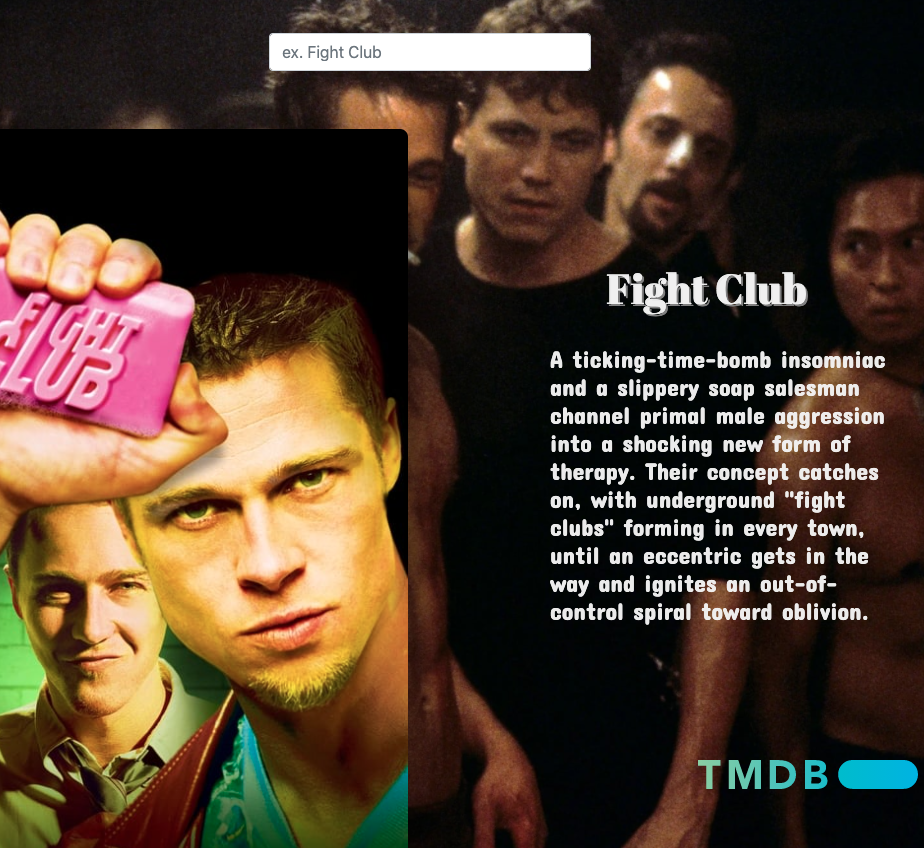 ex. Fight Club
FIGHT
CLUB
Fight Club
A ticking-time-bomb insomniac
and a slippery soap salesman
channel primal male aggression
into a shocking new form of
therapy. Their concept catches
on, with underground "fight
clubs" forming in every town,
until an eccentric gets in the
way and ignites an out-of-
control spiral toward oblivion.
TMDB